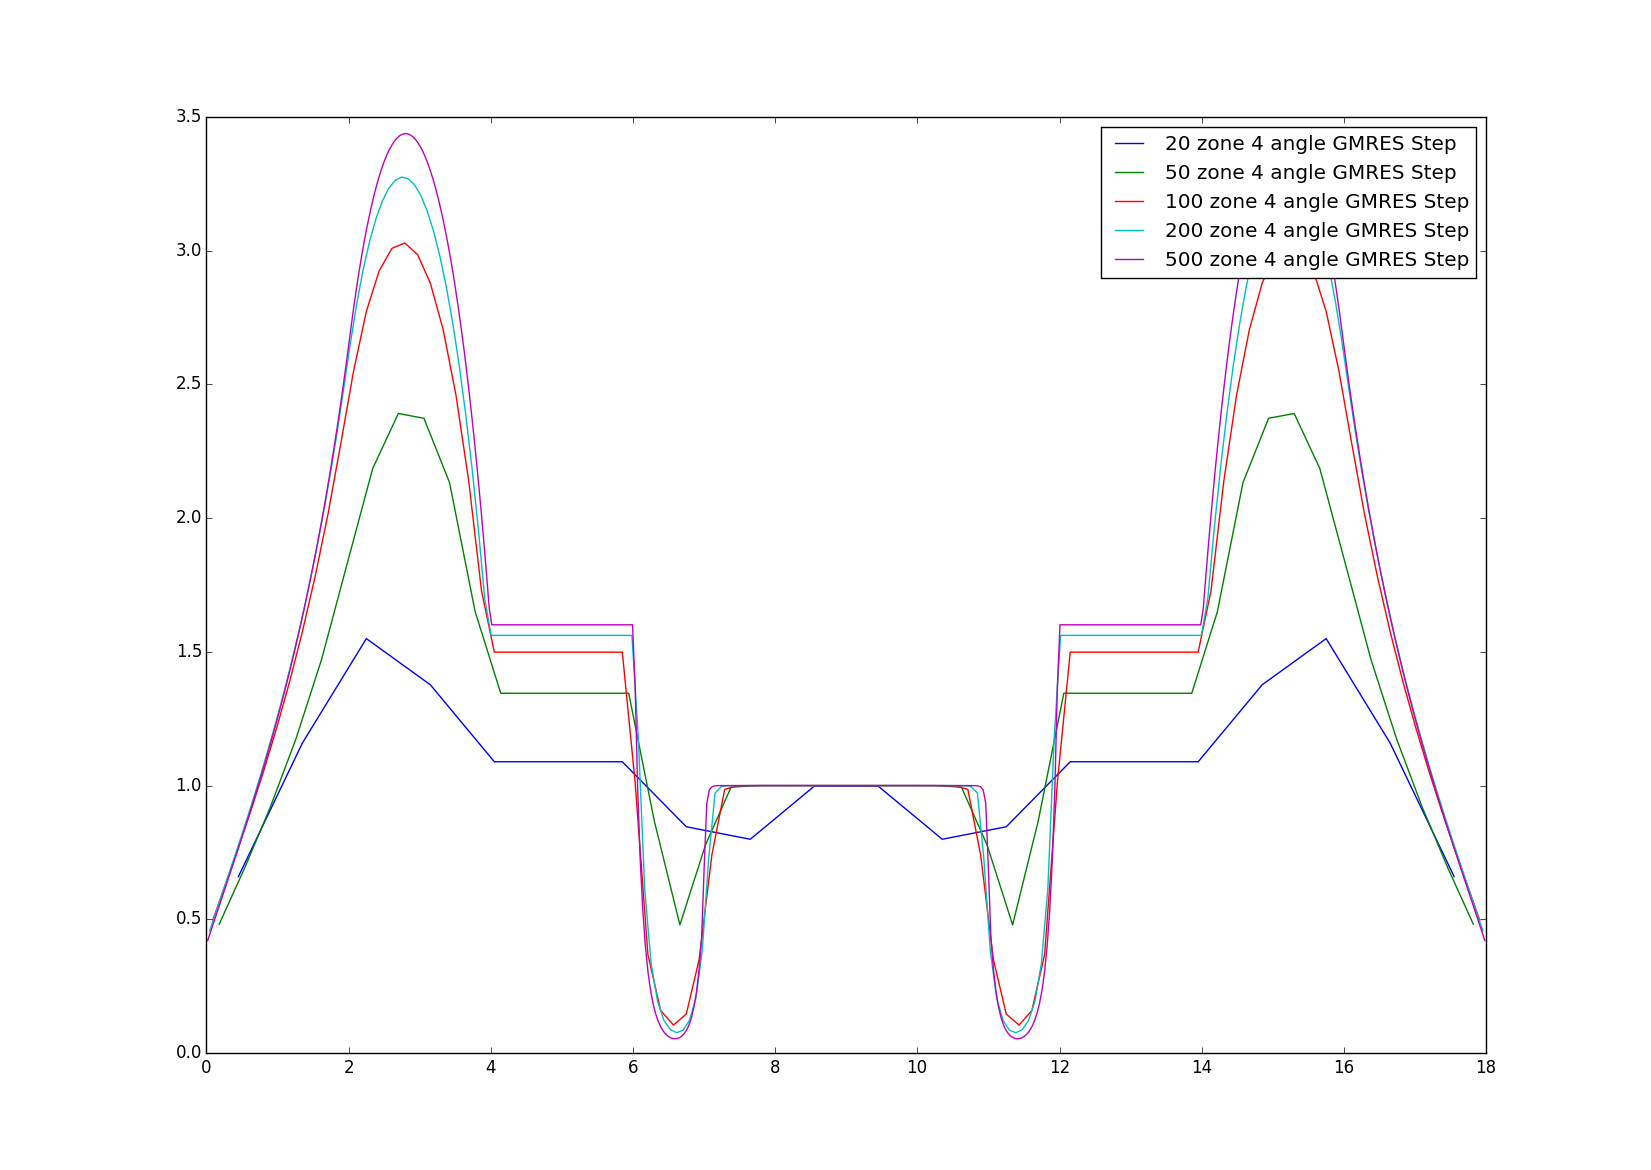 3.5
3.0
2.5
2.0
1.5
1.0
0.5
0.0
0 2 4 6 8 10 12 14 16 18
20 zone 4 angle GMRES Step
50 zone 4 angle GMRES Step
100 zone 4 angle GMRES Step
200 zone 4 angle GMRES Step
500 zone 4 angle GMRES Step